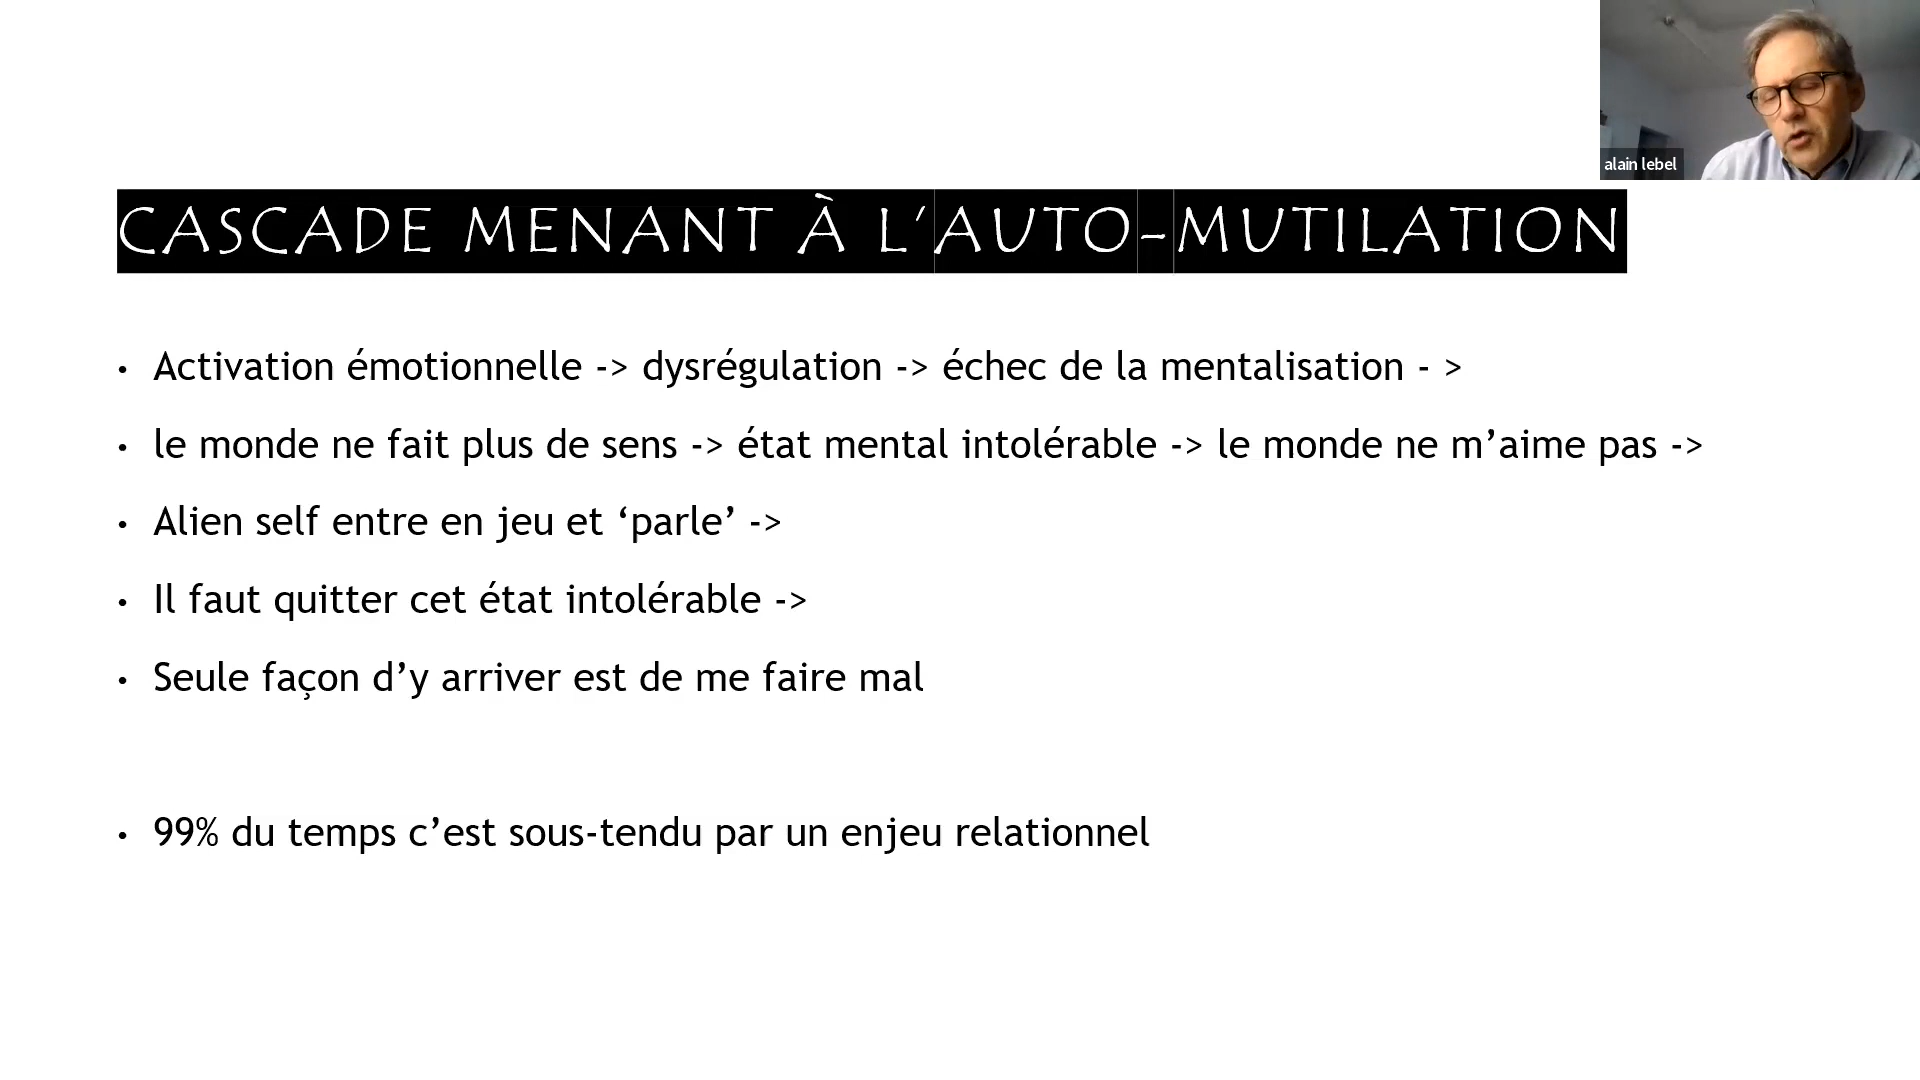 alain lebel
CASCADE MENANT À L’AUTO-MUTILATION
• Activation émotionnelle -> dysrégulation -> échec de la mentalisation - >
• le monde ne fait plus de sens -> état mental intolérable -> le monde ne m’aime pas ->
• Alien self entre en jeu et ‘parle’ ->
• Il faut quitter cet état intolérable ->
• Seule façon d’y arriver est de me faire mal
• 99% du temps c’est sous-tendu par un enjeu relationnel